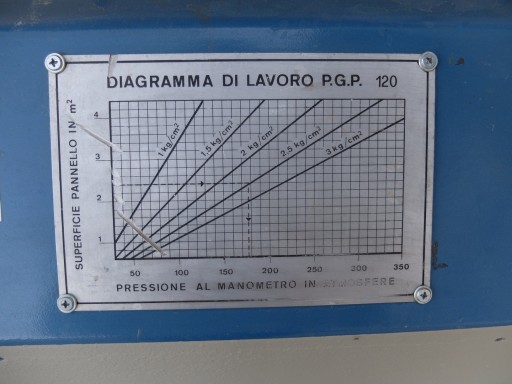 DIAGRAMMA DI LAVORO P.G.P. 120
SUPERFICIE PANNELLO IN m²
4
3
2
1
1 kg/cm²
1,5 kg/cm²
2 kg/cm²
2,5 kg/cm²
3 kg/cm²
50 100 150 200 250 300 350
PRESSIONE AL MANOMETRO IN ATMOSFERE